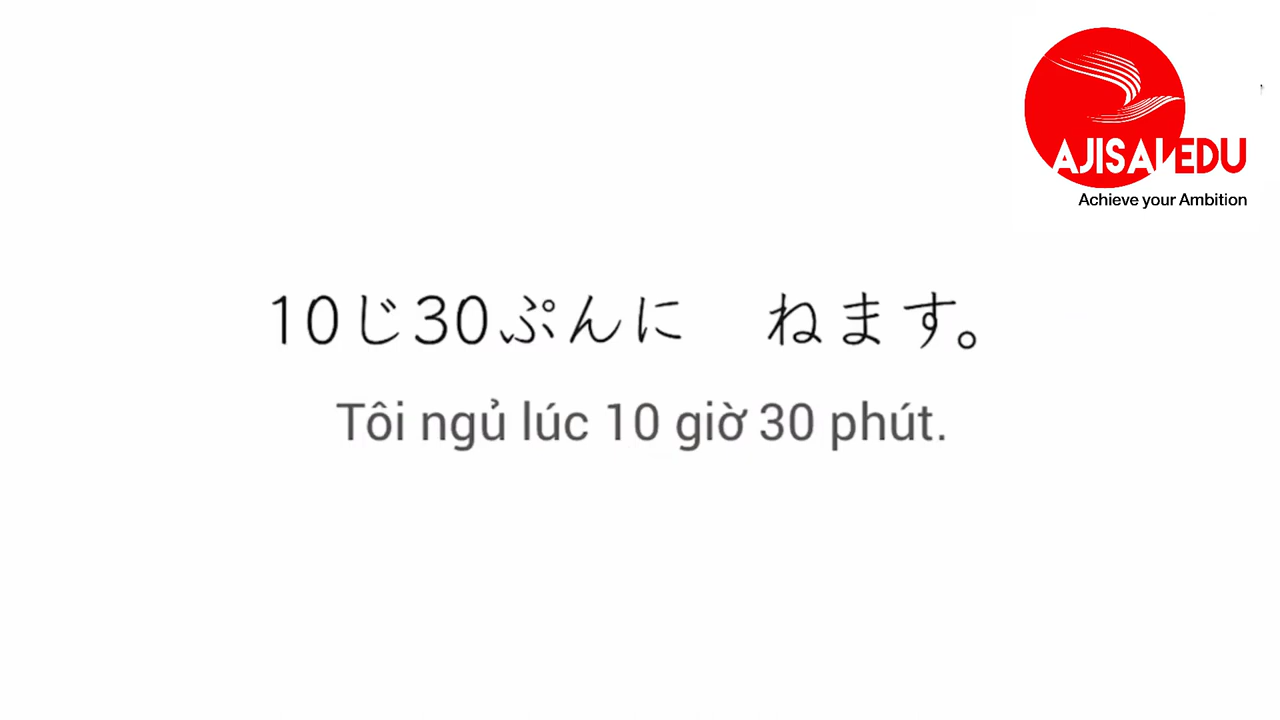 AJISAI EDU
Achieve your Ambition
10じ30ぷんに　ねます。
Tôi ngủ lúc 10 giờ 30 phút.